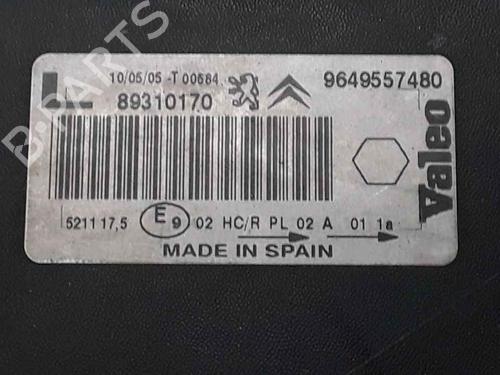 L 10/05/05 -T 00584 9649557480
89310170
Valeo
5211 17,5 E 9 02 HC/R PL 02 A 01 1a
MADE IN SPAIN
B-PARTS